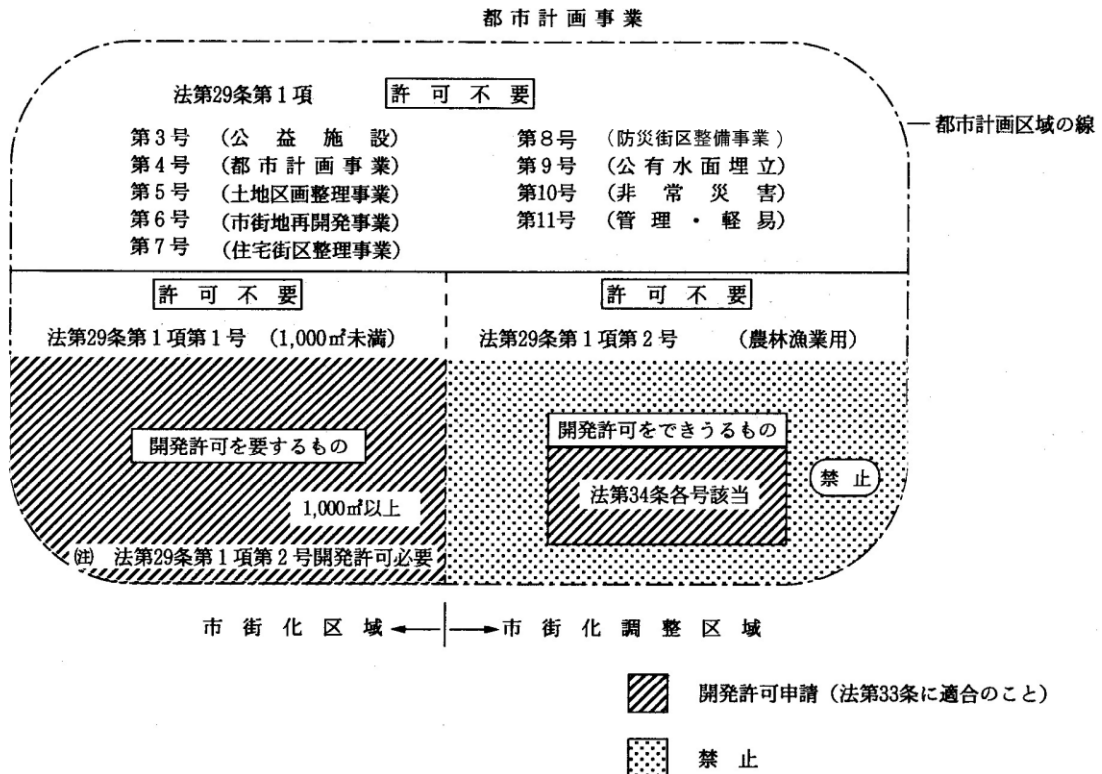 都市計画事業
法第29条第1項 許可不要
第3号 (公益施設)
第4号 (都市計画事業)
第5号 (土地区画整理事業)
第6号 (市街地再開発事業)
第7号 (住宅街区整理事業)
第8号 (防災街区整備事業)
第9号 (公有水面埋立)
第10号 (非常災害)
第11号 (管理・軽易)
都市計画区域の線
許可不要
法第29条第1項第1号 (1,000㎡未満)
開発許可を要するもの
1,000㎡以上
㊟ 法第29条第1項第2号開発許可必要
許可不要
法第29条第1項第2号 (農林漁業用)
開発許可をできうるもの
法第34条各号該当
禁止
市街化区域 市街化調整区域
開発許可申請(法第33条に適合のこと)
禁止